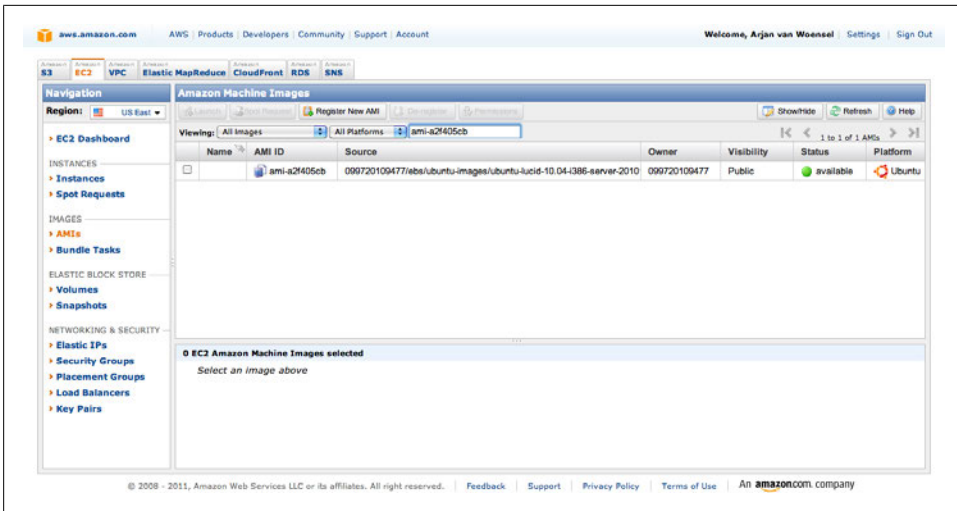 aws.amazon.com AWS | Products | Developers | Community | Support | Account Welcome, Arjan van Woensel | Settings | Sign Out
Amazon S3 Amazon EC2 Amazon VPC Amazon Elastic MapReduce Amazon CloudFront Amazon RDS Amazon SNS
Navigation
Region: US East
EC2 Dashboard
INSTANCES
Instances
Spot Requests
IMAGES
AMIs
Bundle Tasks
ELASTIC BLOCK STORE
Volumes
Snapshots
NETWORKING & SECURITY
Elastic IPs
Security Groups
Placement Groups
Load Balancers
Key Pairs
Amazon Machine Images
Launch Spot Request Register New AMI De-register Permissions Show/Hide Refresh Help
Viewing: All Images All Platforms ami-a2f405cb 1 to 1 of 1 AMIs
Name AMI ID Source Owner Visibility Status Platform
ami-a2f405cb 099720109477/ebs/ubuntu-images/ubuntu-lucid-10.04-i386-server-2010 099720109477 Public available Ubuntu
0 EC2 Amazon Machine Images selected
Select an image above
© 2008 - 2011, Amazon Web Services LLC or its affiliates. All right reserved. | Feedback | Support | Privacy Policy | Terms of Use | An amazon.com. company